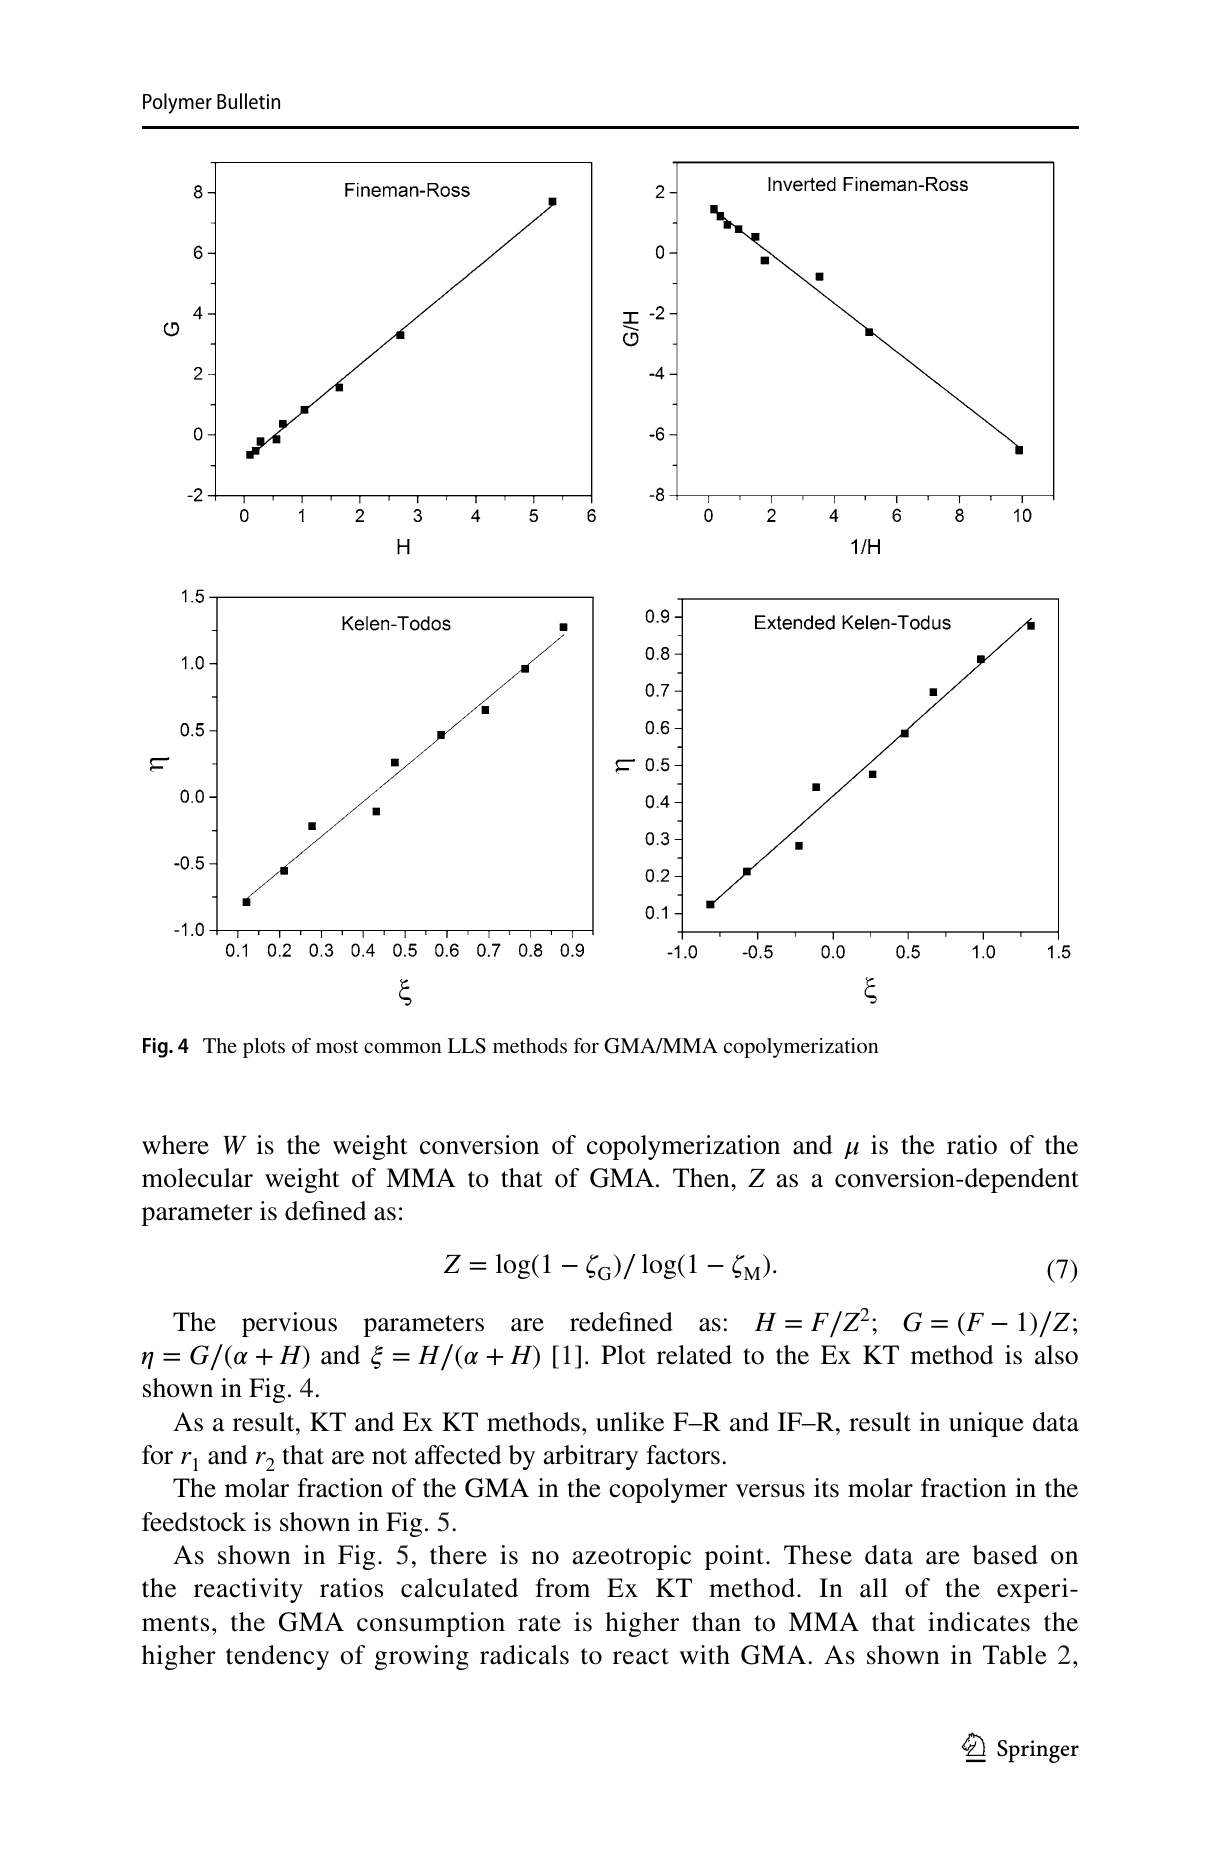 Polymer Bulletin
Fineman-Ross
8
6
4
2
0
-2
G
0 1 2 3 4 5 6
H
Inverted Fineman-Ross
2
0
-2
-4
-6
-8
G/H
0 2 4 6 8 10
1/H
Kelen-Todos
1.5
1.0
0.5
0.0
-0.5
-1.0
η
0.1 0.2 0.3 0.4 0.5 0.6 0.7 0.8 0.9
ξ
Extended Kelen-Todus
0.9
0.8
0.7
0.6
0.5
0.4
0.3
0.2
0.1
η
-1.0 -0.5 0.0 0.5 1.0 1.5
ξ
Fig. 4 The plots of most common LLS methods for GMA/MMA copolymerization
where W is the weight conversion of copolymerization and μ is the ratio of the
molecular weight of MMA to that of GMA. Then, Z as a conversion-dependent
parameter is defined as:
Z = log(1 − ζG)/ log(1 − ζM). (7)
The pervious parameters are redefined as: H = F/Z²; G = (F − 1)/Z;
η = G/(α + H) and ξ = H/(α + H) [1]. Plot related to the Ex KT method is also
shown in Fig. 4.
As a result, KT and Ex KT methods, unlike F–R and IF–R, result in unique data
for r1 and r2 that are not affected by arbitrary factors.
The molar fraction of the GMA in the copolymer versus its molar fraction in the
feedstock is shown in Fig. 5.
As shown in Fig. 5, there is no azeotropic point. These data are based on
the reactivity ratios calculated from Ex KT method. In all of the experi-
ments, the GMA consumption rate is higher than to MMA that indicates the
higher tendency of growing radicals to react with GMA. As shown in Table 2,
Springer